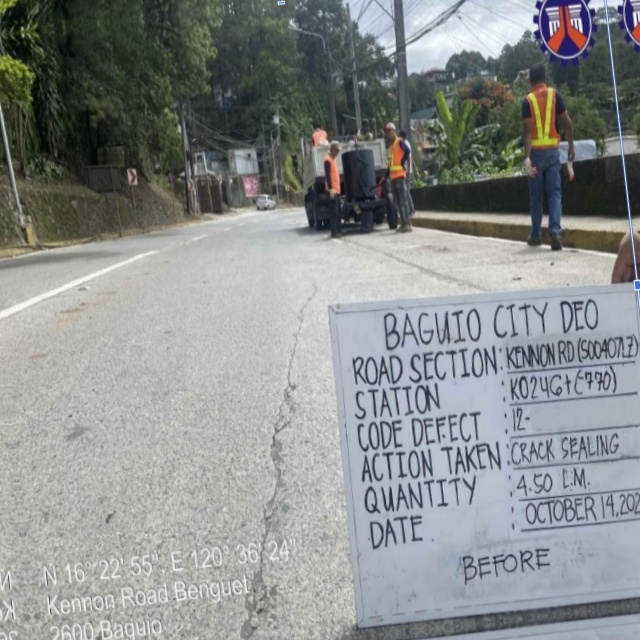 BAGUIO CITY DEO
ROAD SECTION: KENNON RD (S00407LZ)
STATION K0246+(770)
CODE DEFECT 12-
ACTION TAKEN: CRACK SEALING
QUANTITY 4.50 L.M.
DATE. OCTOBER 14, 202
BEFORE
N 16° 22' 55" E 120° 36' 24"
Kennon Road Benguet
2600 Baguio